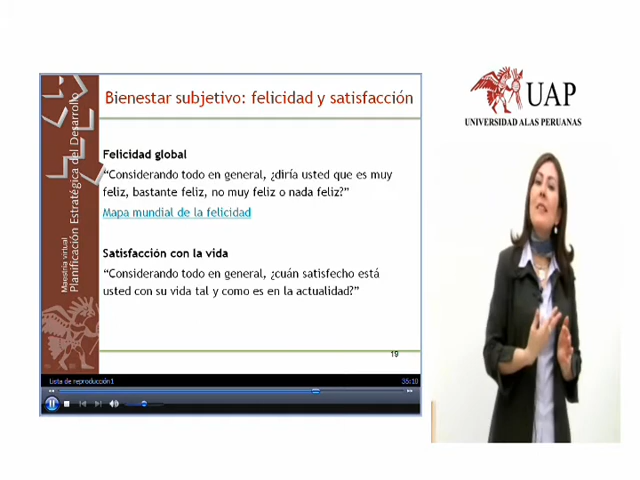 Bienestar subjetivo: felicidad y satisfacción
Felicidad global
“Considerando todo en general, ¿diría usted que es muy
feliz, bastante feliz, no muy feliz o nada feliz?”
Mapa mundial de la felicidad
Satisfacción con la vida
“Considerando todo en general, ¿cuán satisfecho está
usted con su vida tal y como es en la actualidad?”
19
Maestría virtual
Planificación Estratégica del Desarrollo
Lista de reproducción1
35:10
UAP
UNIVERSIDAD ALAS PERUANAS